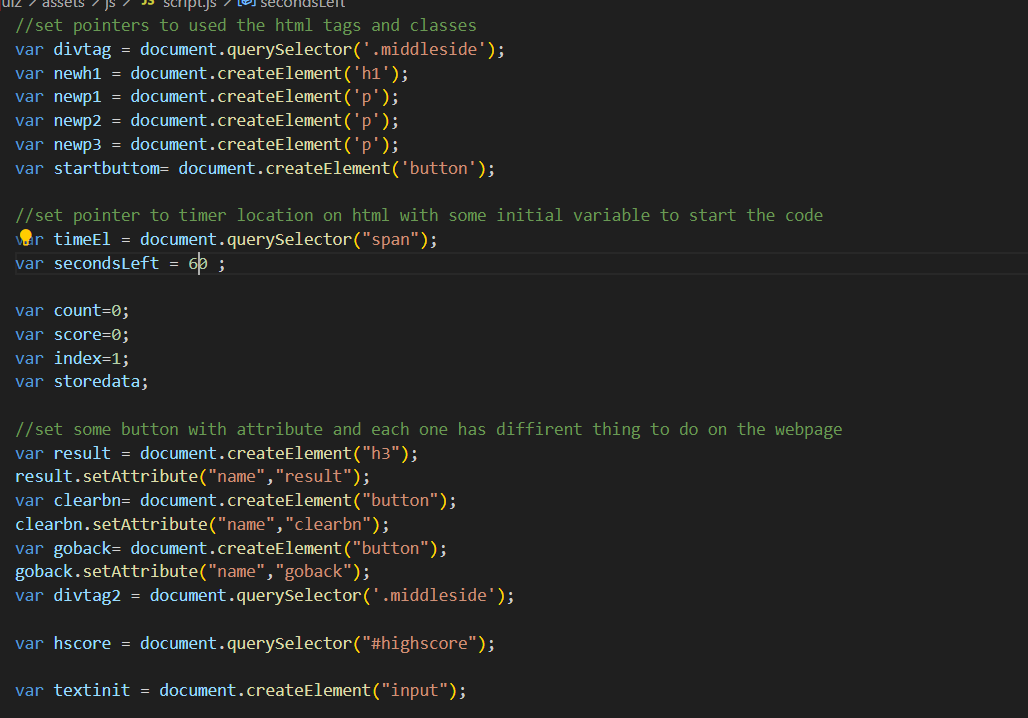 uiz > assets > js > JS script.js > secondsLeft
//set pointers to used the html tags and classes
var divtag = document.querySelector('.middleside');
var newh1 = document.createElement('h1');
var newp1 = document.createElement('p');
var newp2 = document.createElement('p');
var newp3 = document.createElement('p');
var startbuttom= document.createElement('button');
//set pointer to timer location on html with some initial variable to start the code
var timeEl = document.querySelector("span");
var secondsLeft = 60 ;
var count=0;
var score=0;
var index=1;
var storedata;
//set some button with attribute and each one has diffirent thing to do on the webpage
var result = document.createElement("h3");
result.setAttribute("name","result");
var clearbn= document.createElement("button");
clearbn.setAttribute("name","clearbn");
var goback= document.createElement("button");
goback.setAttribute("name","goback");
var divtag2 = document.querySelector('.middleside');
var hscore = document.querySelector("#highscore");
var textinit = document.createElement("input");